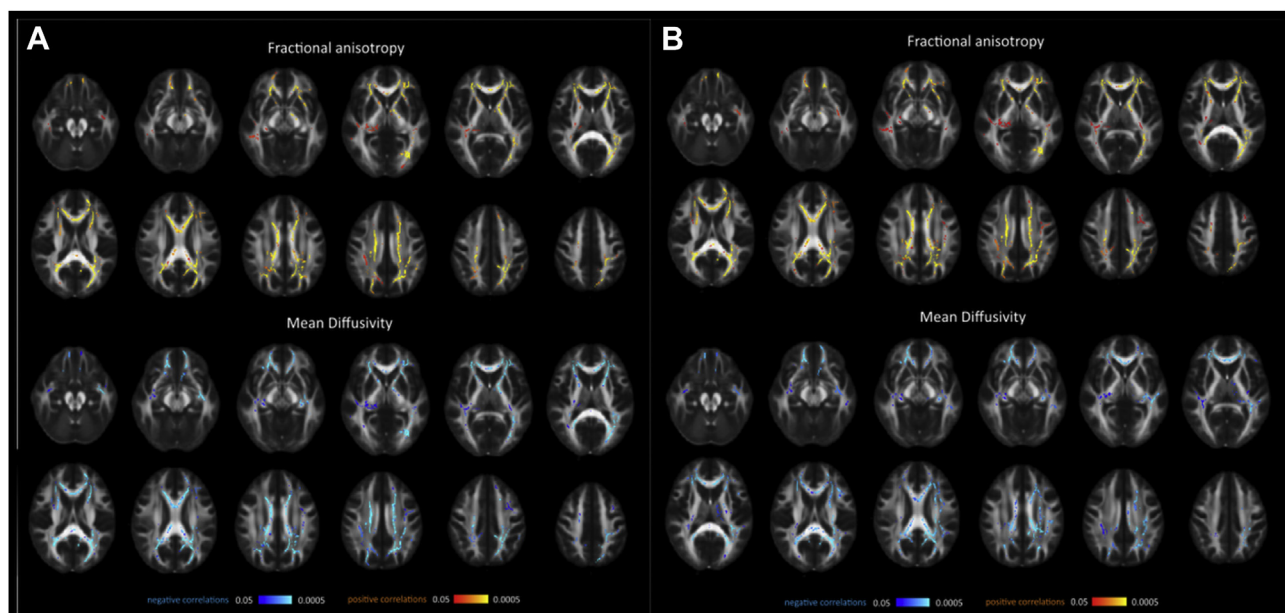 A
Fractional anisotropy
Mean Diffusivity
negative correlations 0.05 0.0005 positive correlations 0.05 0.0005
B
Fractional anisotropy
Mean Diffusivity
negative correlations 0.05 0.0005 positive correlations 0.05 0.0005